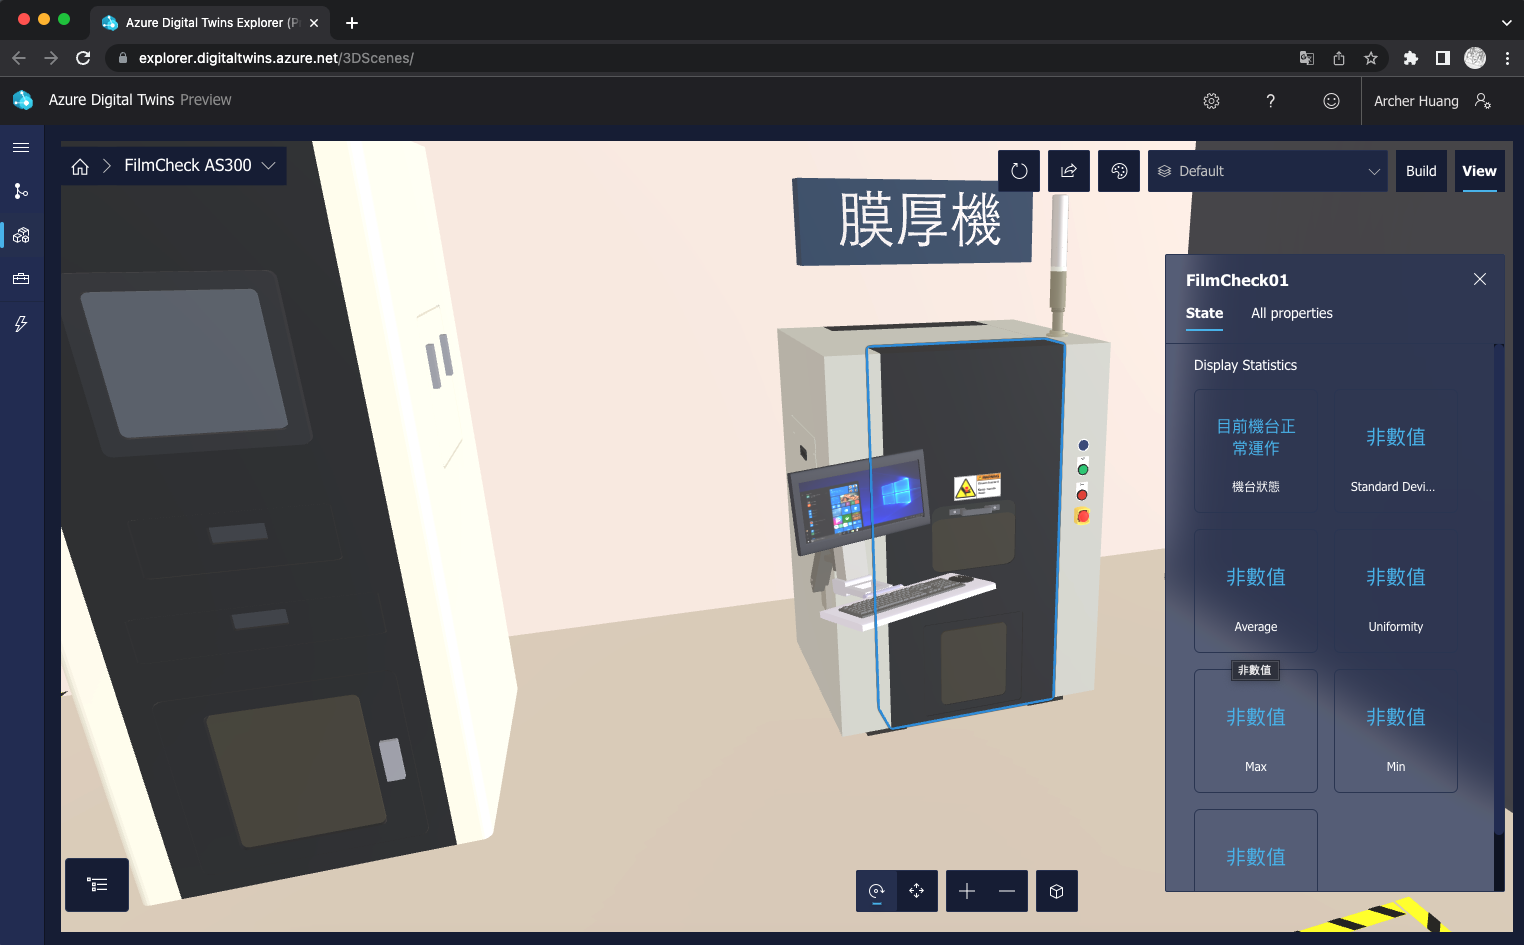 Azure Digital Twins Explorer (P
explorer.digitaltwins.azure.net/3DScenes/
Azure Digital Twins Preview
Archer Huang
FilmCheck AS300
Default
Build
View
膜厚機
FilmCheck01
State
All properties
Display Statistics
目前機台正
常運作
機台狀態
非數值
Standard Devi...
非數值
Average
非數值
Uniformity
非數值
非數值
Max
非數值
Min
非數值